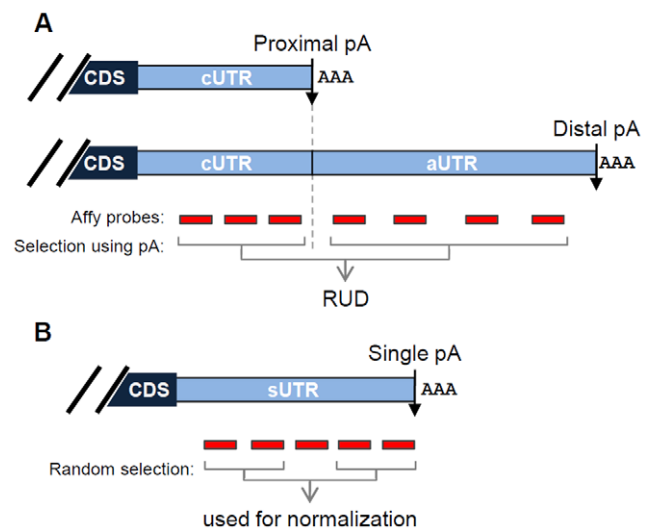 A
Proximal pA
CDS cUTR AAA
Distal pA
CDS cUTR aUTR AAA
Affy probes:
Selection using pA:
RUD
B
Single pA
CDS sUTR AAA
Random selection:
used for normalization